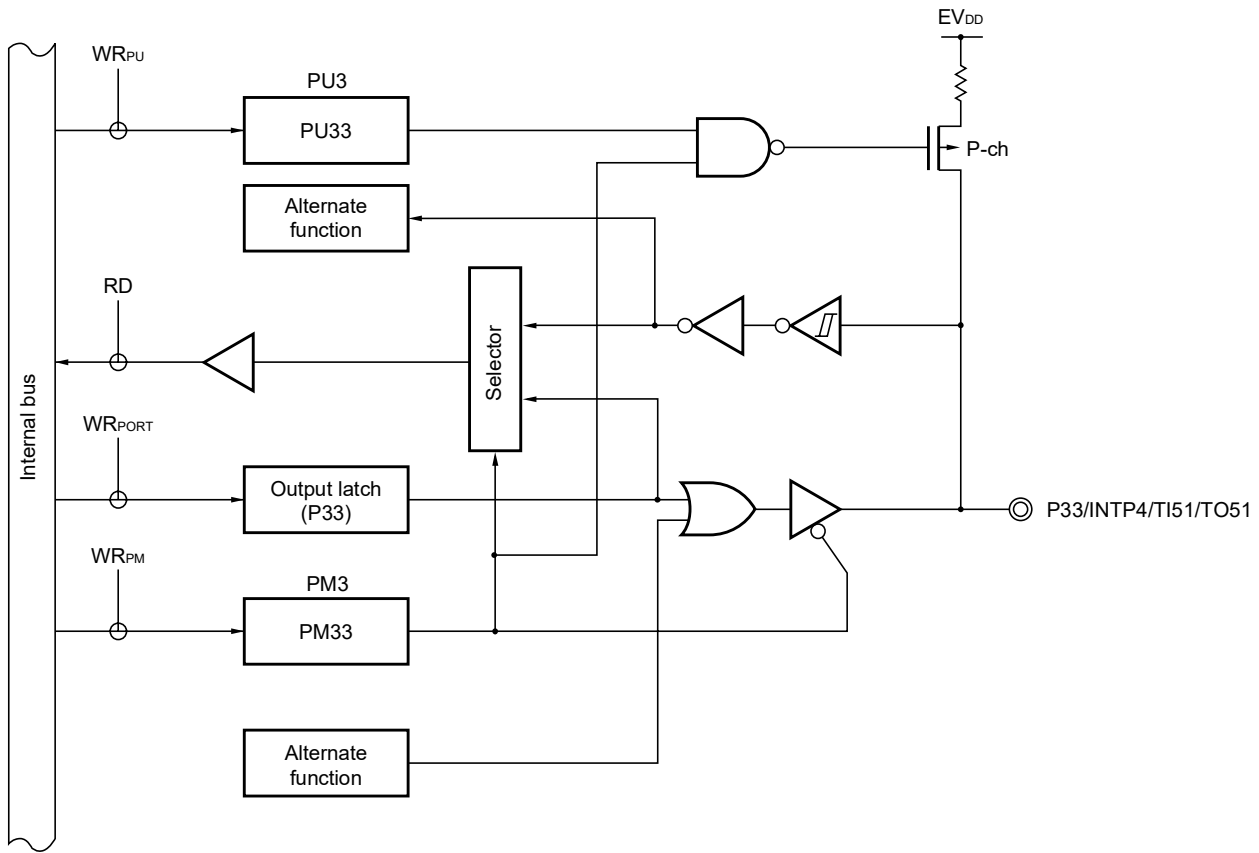 EVDD
WRPU
PU3
PU33
P-ch
Alternate
function
RD
Selector
Internal bus
WRPORT
Output latch
(P33)
P33/INTP4/TI51/TO51
WRPM
PM3
PM33
Alternate
function